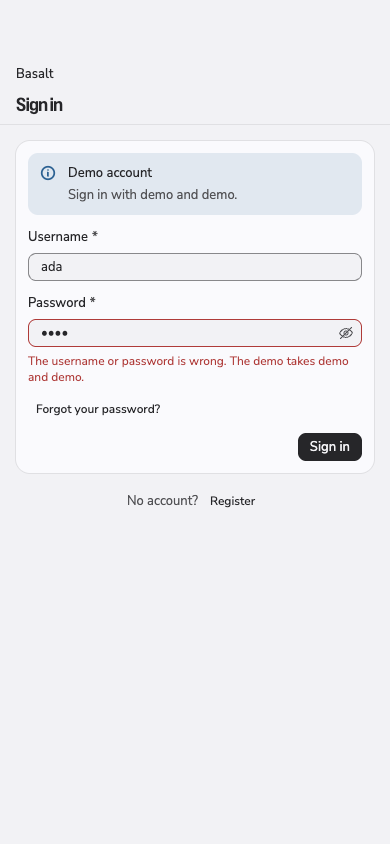 Basalt
Sign in
Demo account
Sign in with demo and demo.
Username *
ada
Password *
••••
The username or password is wrong. The demo takes demo
and demo.
Forgot your password?
Sign in
No account? Register